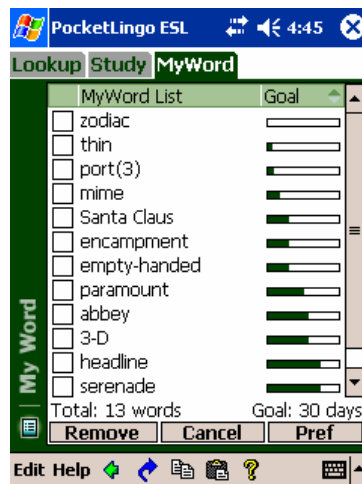 PocketLingo ESL 4:45
Lookup Study MyWord
MyWord List Goal
zodiac
thin
port(3)
mime
Santa Claus
encampment
empty-handed
paramount
abbey
3-D
headline
serenade
My Word
Total: 13 words Goal: 30 days
Remove Cancel Pref
Edit Help